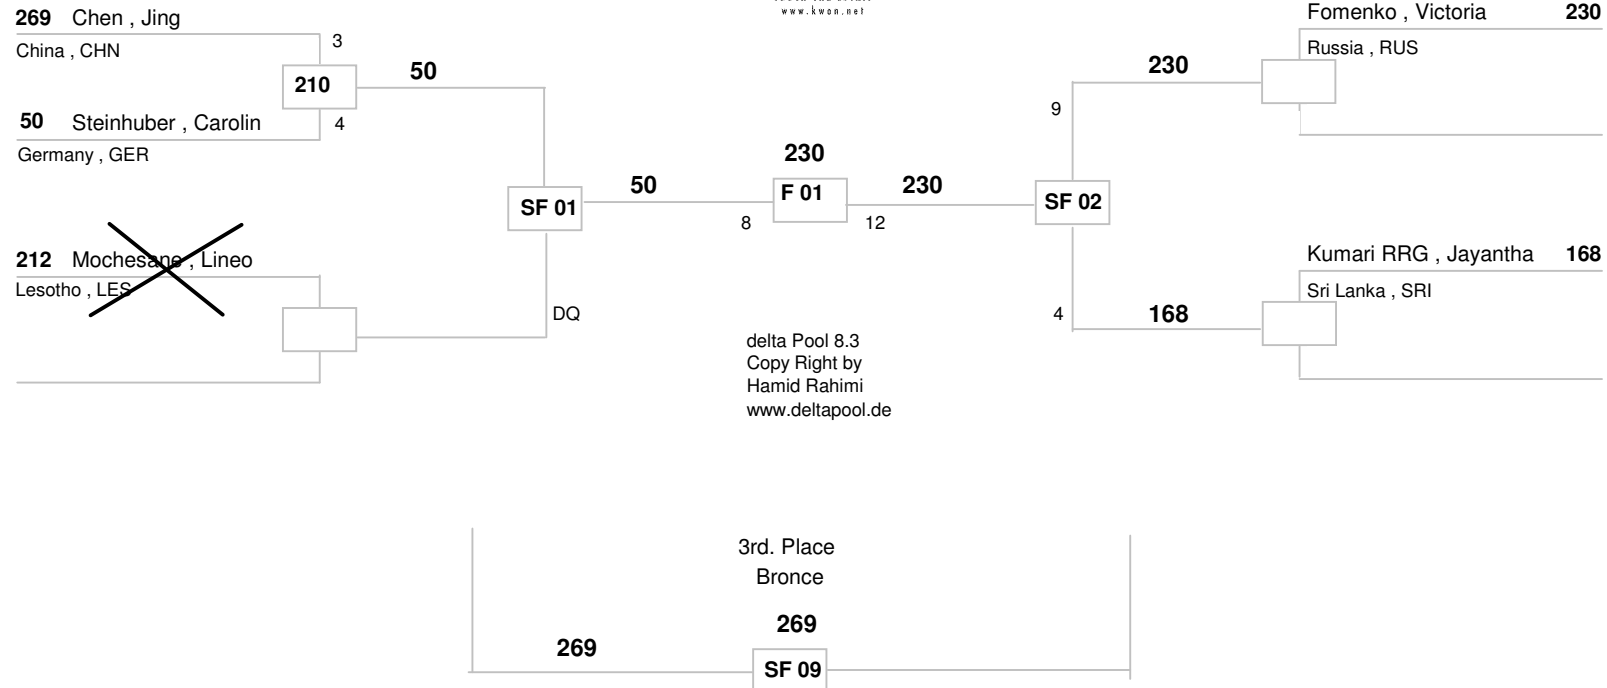 www.kwon.net
269 Chen , Jing
China , CHN
3
210
50
50 Steinhuber , Carolin
4
Germany , GER
212 Mochesane , Lineo
Lesotho , LES
SF 01
DQ
50
8
230
F 01
230
12
SF 02
9
230
Fomenko , Victoria 230
Russia , RUS
4
168
Kumari RRG , Jayantha 168
Sri Lanka , SRI
delta Pool 8.3
Copy Right by
Hamid Rahimi
www.deltapool.de
3rd. Place
Bronce
269
269
SF 09